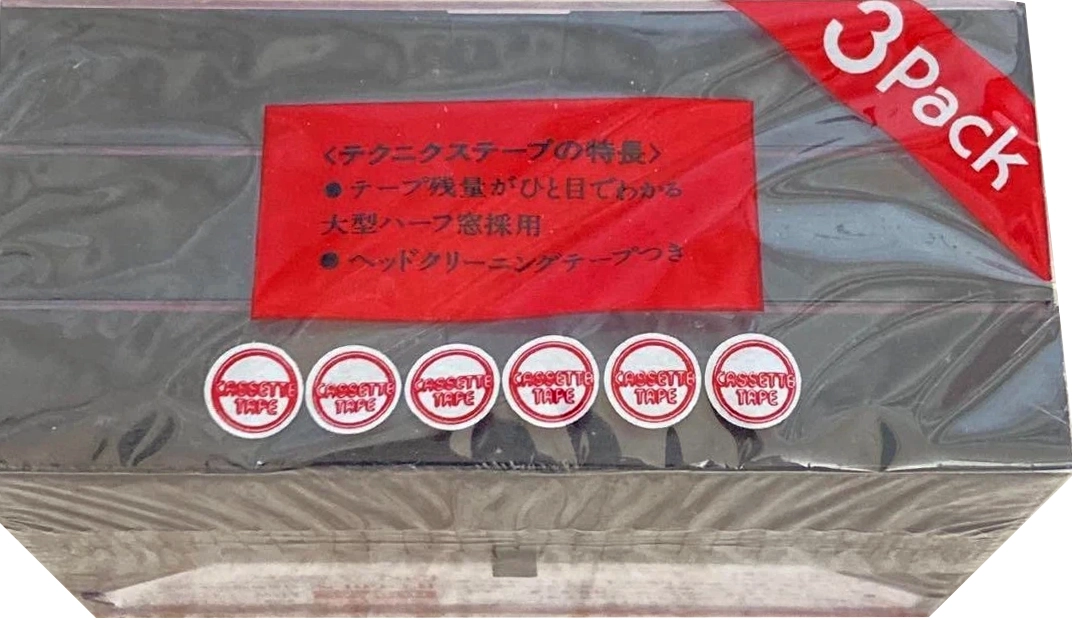 3Pack
〈テクニクステープの特長〉
●テープ残量がひと目でわかる
大型ハーフ窓採用
●ヘッドクリーニングテープつき
CASSETTE
TAPE
CASSETTE
TAPE
CASSETTE
TAPE
CASSETTE
TAPE
CASSETTE
TAPE
CASSETTE
TAPE